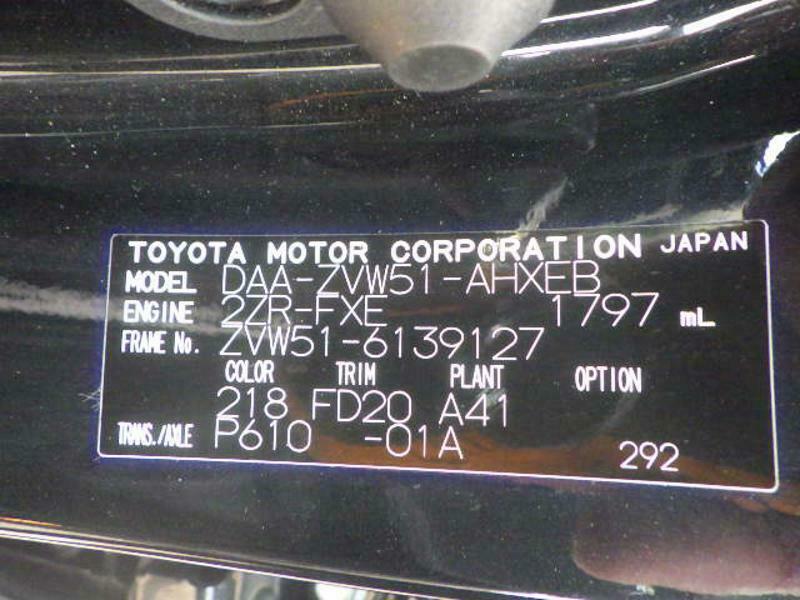 TOYOTA MOTOR CORPORATION JAPAN
MODEL DAA-ZVW51-AHXEB
ENGINE 2ZR-FXE 1797 mL
FRAME No. ZVW51-6139127
COLOR TRIM PLANT OPTION
218 FD20 A41
TRANS./AXLE P610 -01A 292